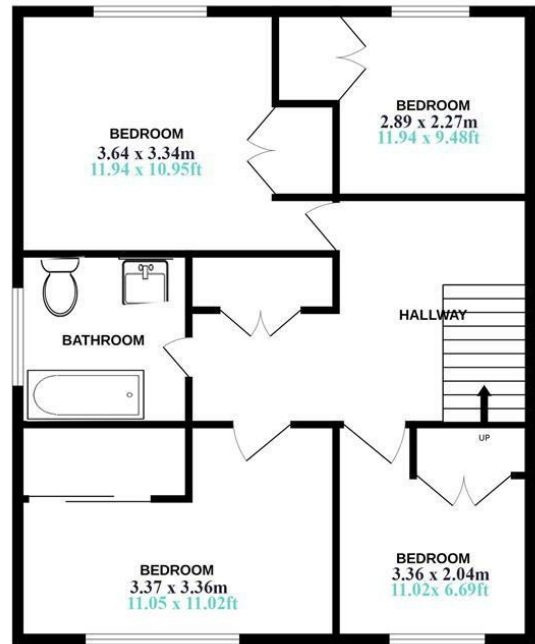 BEDROOM
3.64 x 3.34m
11.94 x 10.95ft
BEDROOM
2.89 x 2.27m
11.94 x 9.48ft
HALLWAY
BATHROOM
UP
BEDROOM
3.37 x 3.36m
11.05 x 11.02ft
BEDROOM
3.36 x 2.04m
11.02x 6.69ft